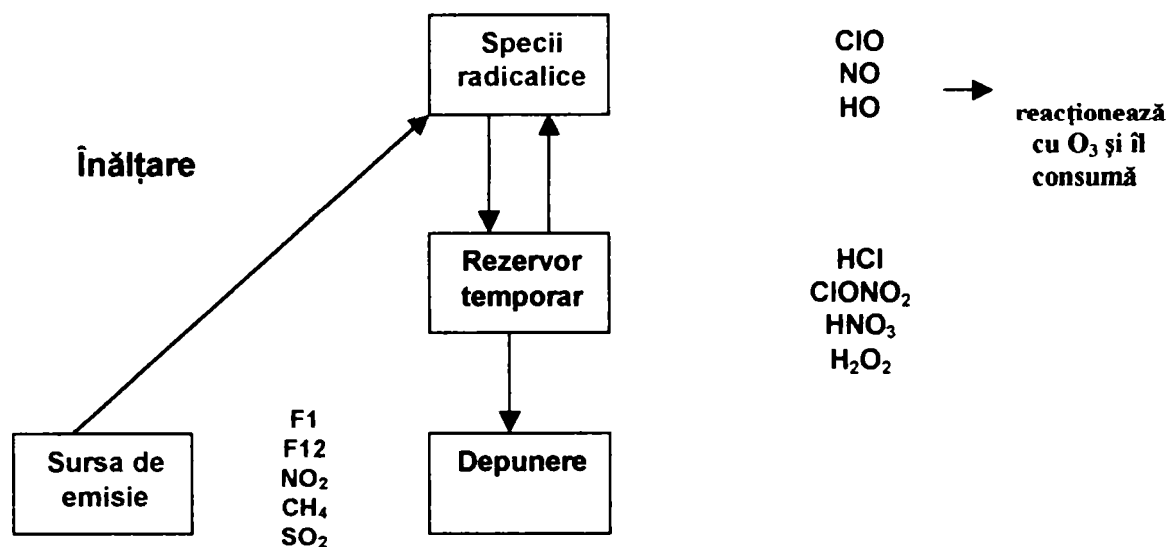 Specii
radicalice
ClO
NO
HO
reacţionează
cu O₃ şi îl
consumă
Înălțare
Rezervor
temporar
HCl
ClONO₂
HNO₃
H₂O₂
F1
F12
NO₂
CH₄
SO₂
Sursa de
emisie
Depunere